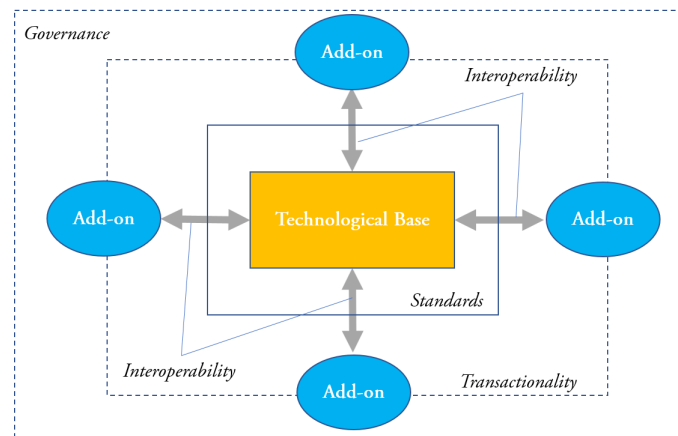 Governance
Add-on
Interoperability
Add-on
Technological Base
Add-on
Standards
Interoperability
Transactionality
Add-on